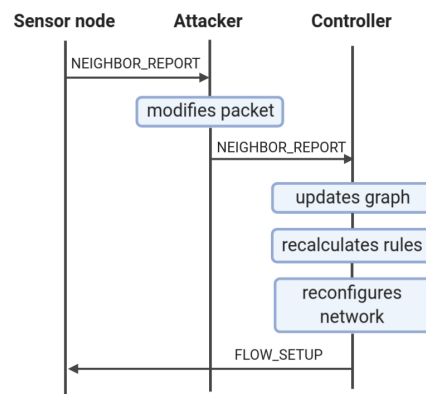 Sensor node Attacker Controller
NEIGHBOR_REPORT
modifies packet
NEIGHBOR_REPORT
updates graph
recalculates rules
reconfigures
network
FLOW_SETUP